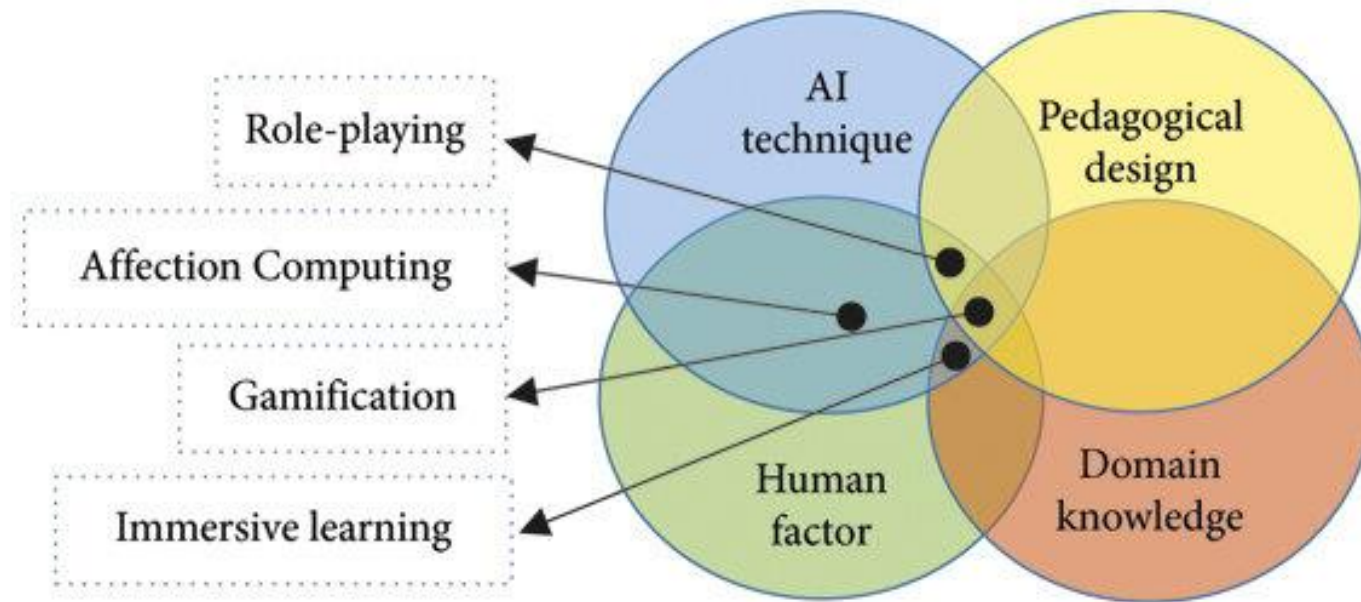 AI
technique
Pedagogical
design
Role-playing
Affection Computing
Gamification
Immersive learning
Human
factor
Domain
knowledge